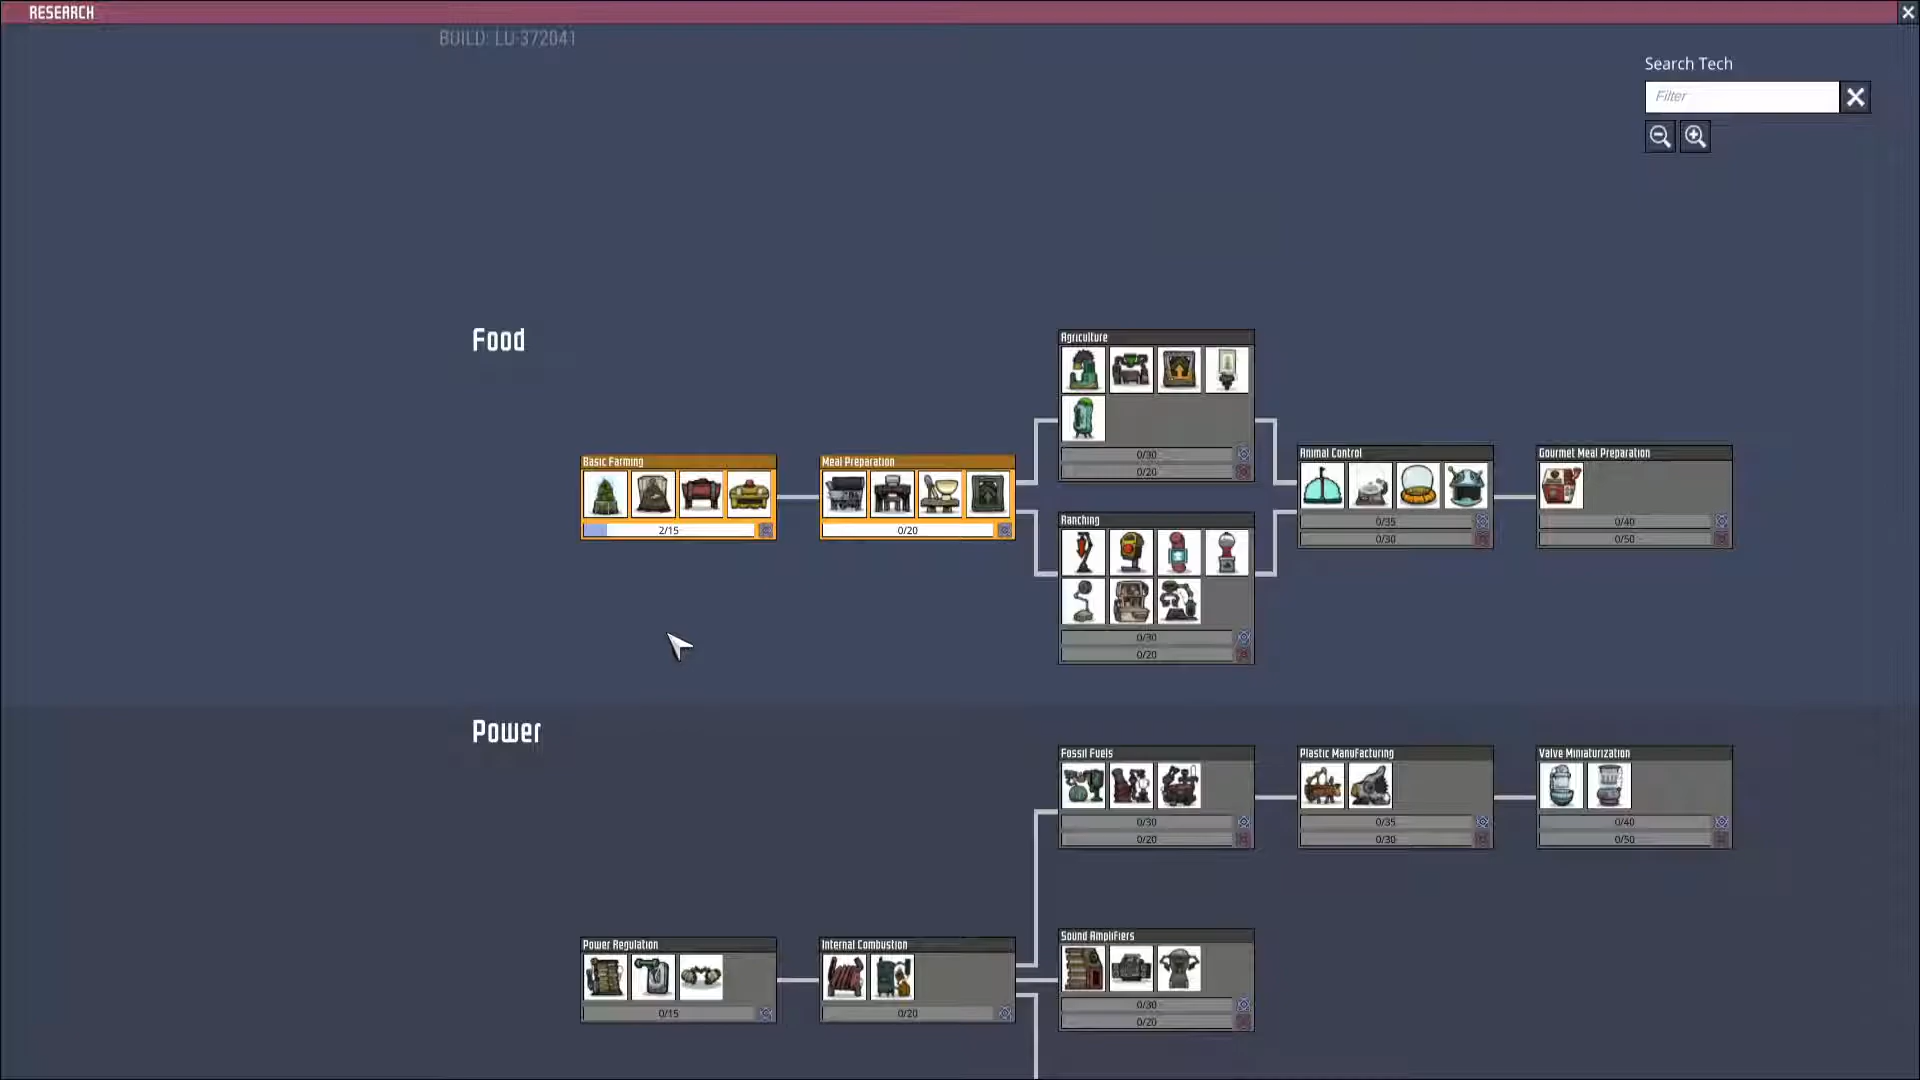 RESEARCH
BUILD: LU-372041
Search Tech
Filter
Food
Agriculture
0/30
0/20
Basic Farming
2/15
Meal Preparation
0/20
Animal Control
0/35
0/30
Gourmet Meal Preparation
0/40
0/50
Ranching
0/30
0/20
Power
Fossil Fuels
0/30
0/20
Plastic Manufacturing
0/35
0/30
Valve Miniaturization
0/40
0/50
Power Regulation
0/15
Internal Combustion
0/20
Sound Amplifiers
0/30
0/20